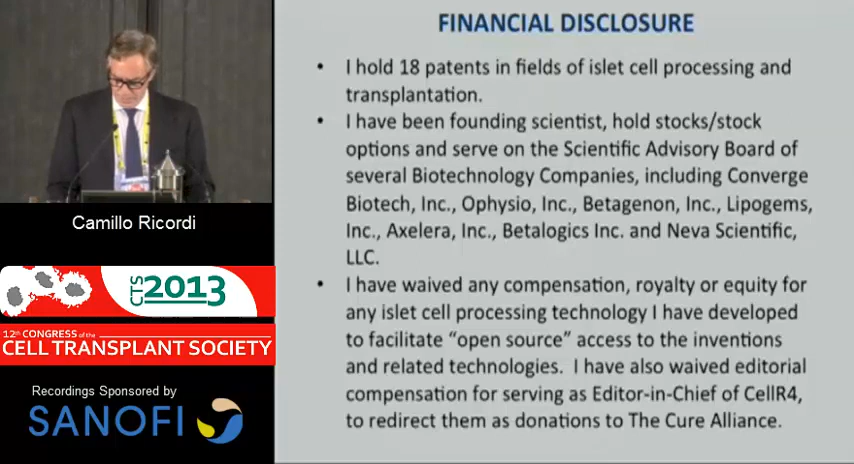 Camillo Ricordi
CTS
2013
12th CONGRESS of the
CELL TRANSPLANT SOCIETY
Recordings Sponsored by
SANOFI
FINANCIAL DISCLOSURE
• I hold 18 patents in fields of islet cell processing and
transplantation.
• I have been founding scientist, hold stocks/stock
options and serve on the Scientific Advisory Board of
several Biotechnology Companies, including Converge
Biotech, Inc., Ophysio, Inc., Betagenon, Inc., Lipogems,
Inc., Axelera, Inc., Betalogics Inc. and Neva Scientific,
LLC.
• I have waived any compensation, royalty or equity for
any islet cell processing technology I have developed
to facilitate “open source” access to the inventions
and related technologies.  I have also waived editorial
compensation for serving as Editor-in-Chief of CellR4,
to redirect them as donations to The Cure Alliance.